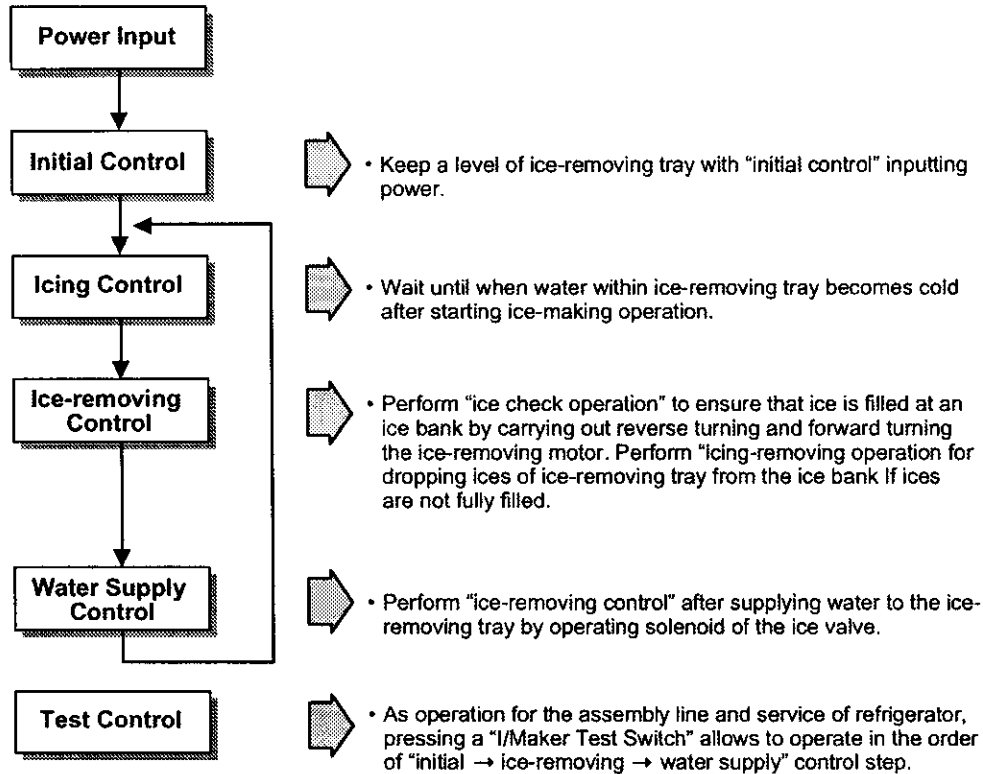 Power Input
Initial Control
• Keep a level of ice-removing tray with “initial control” inputting
power.
Icing Control
• Wait until when water within ice-removing tray becomes cold
after starting ice-making operation.
Ice-removing
Control
• Perform “ice check operation” to ensure that ice is filled at an
ice bank by carrying out reverse turning and forward turning
the ice-removing motor. Perform “Icing-removing operation for
dropping ices of ice-removing tray from the ice bank If ices
are not fully filled.
Water Supply
Control
• Perform “ice-removing control” after supplying water to the ice-
removing tray by operating solenoid of the ice valve.
Test Control
• As operation for the assembly line and service of refrigerator,
pressing a “I/Maker Test Switch” allows to operate in the order
of “initial → ice-removing → water supply” control step.